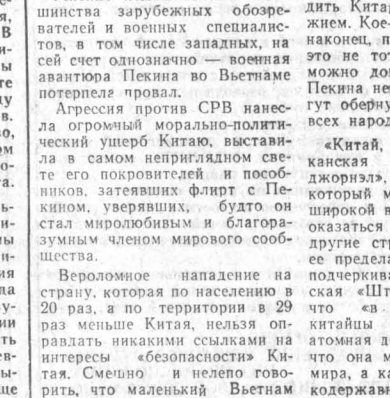 шинства зарубежных обозре-
вателей и военных специалис-
тов, в том числе западных, на
сей счет однозначно — военная
авантюра Пекина во Вьетнаме
потерпела провал.
Агрессия против СРВ нанес-
ла огромный морально-полити-
ческий ущерб Китаю, выстави-
ла в самом неприглядном све-
те его покровителей и пособ-
ников, затеявших флирт с Пе-
кином, уверявших, будто он
стал миролюбивым и благора-
зумным членом мирового сооб-
щества.
Вероломное нападение на
страну, которая по населению в
20 раз, а по территории в 29
раз меньше Китая, нельзя оп-
равдать никакими ссылками на
интересы «безопасности» Ки-
тая. Смешно и нелепо гово-
рить, что маленький Вьетнам
дить Кита
жием. Кое-
наконец, п
это не тот
можно до
Пекина не
гут оберну
всех народ
«Китай,
канская
джорнэл»,
который м
широкой в
оказаться
другие стр
ее предела
подчеркива
ская «Шт
что «в
китайцы
атомная д
что она м
мира, а ка
кодержавн